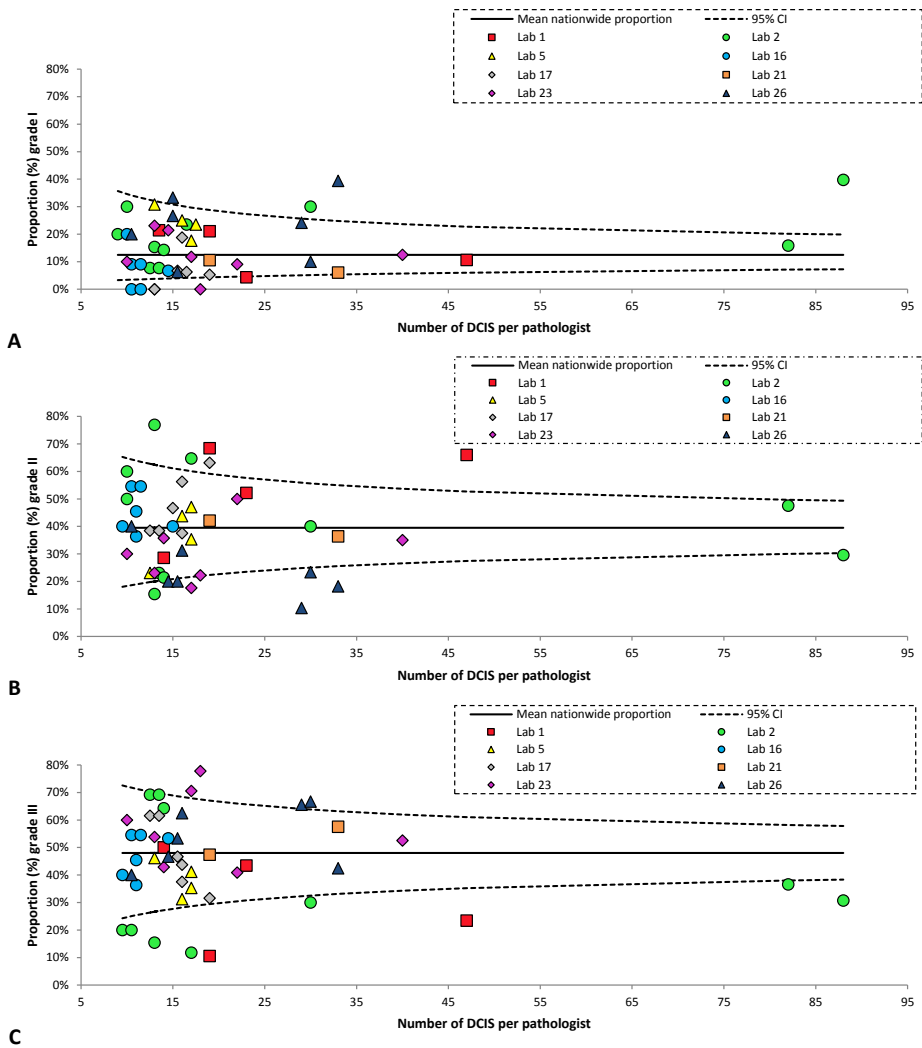 Mean nationwide proportion 95% CI
Lab 1 Lab 2
Lab 5 Lab 16
Lab 17 Lab 21
Lab 23 Lab 26
Proportion (%) grade I
80%
70%
60%
50%
40%
30%
20%
10%
0%
5 15 25 35 45 55 65 75 85 95
Number of DCIS per pathologist
A
Mean nationwide proportion 95% CI
Lab 1 Lab 2
Lab 5 Lab 16
Lab 17 Lab 21
Lab 23 Lab 26
Proportion (%) grade II
80%
70%
60%
50%
40%
30%
20%
10%
0%
5 15 25 35 45 55 65 75 85 95
Number of DCIS per pathologist
B
Mean nationwide proportion 95% CI
Lab 1 Lab 2
Lab 5 Lab 16
Lab 17 Lab 21
Lab 23 Lab 26
Proportion (%) grade III
80%
70%
60%
50%
40%
30%
20%
10%
0%
5 15 25 35 45 55 65 75 85 95
Number of DCIS per pathologist
C